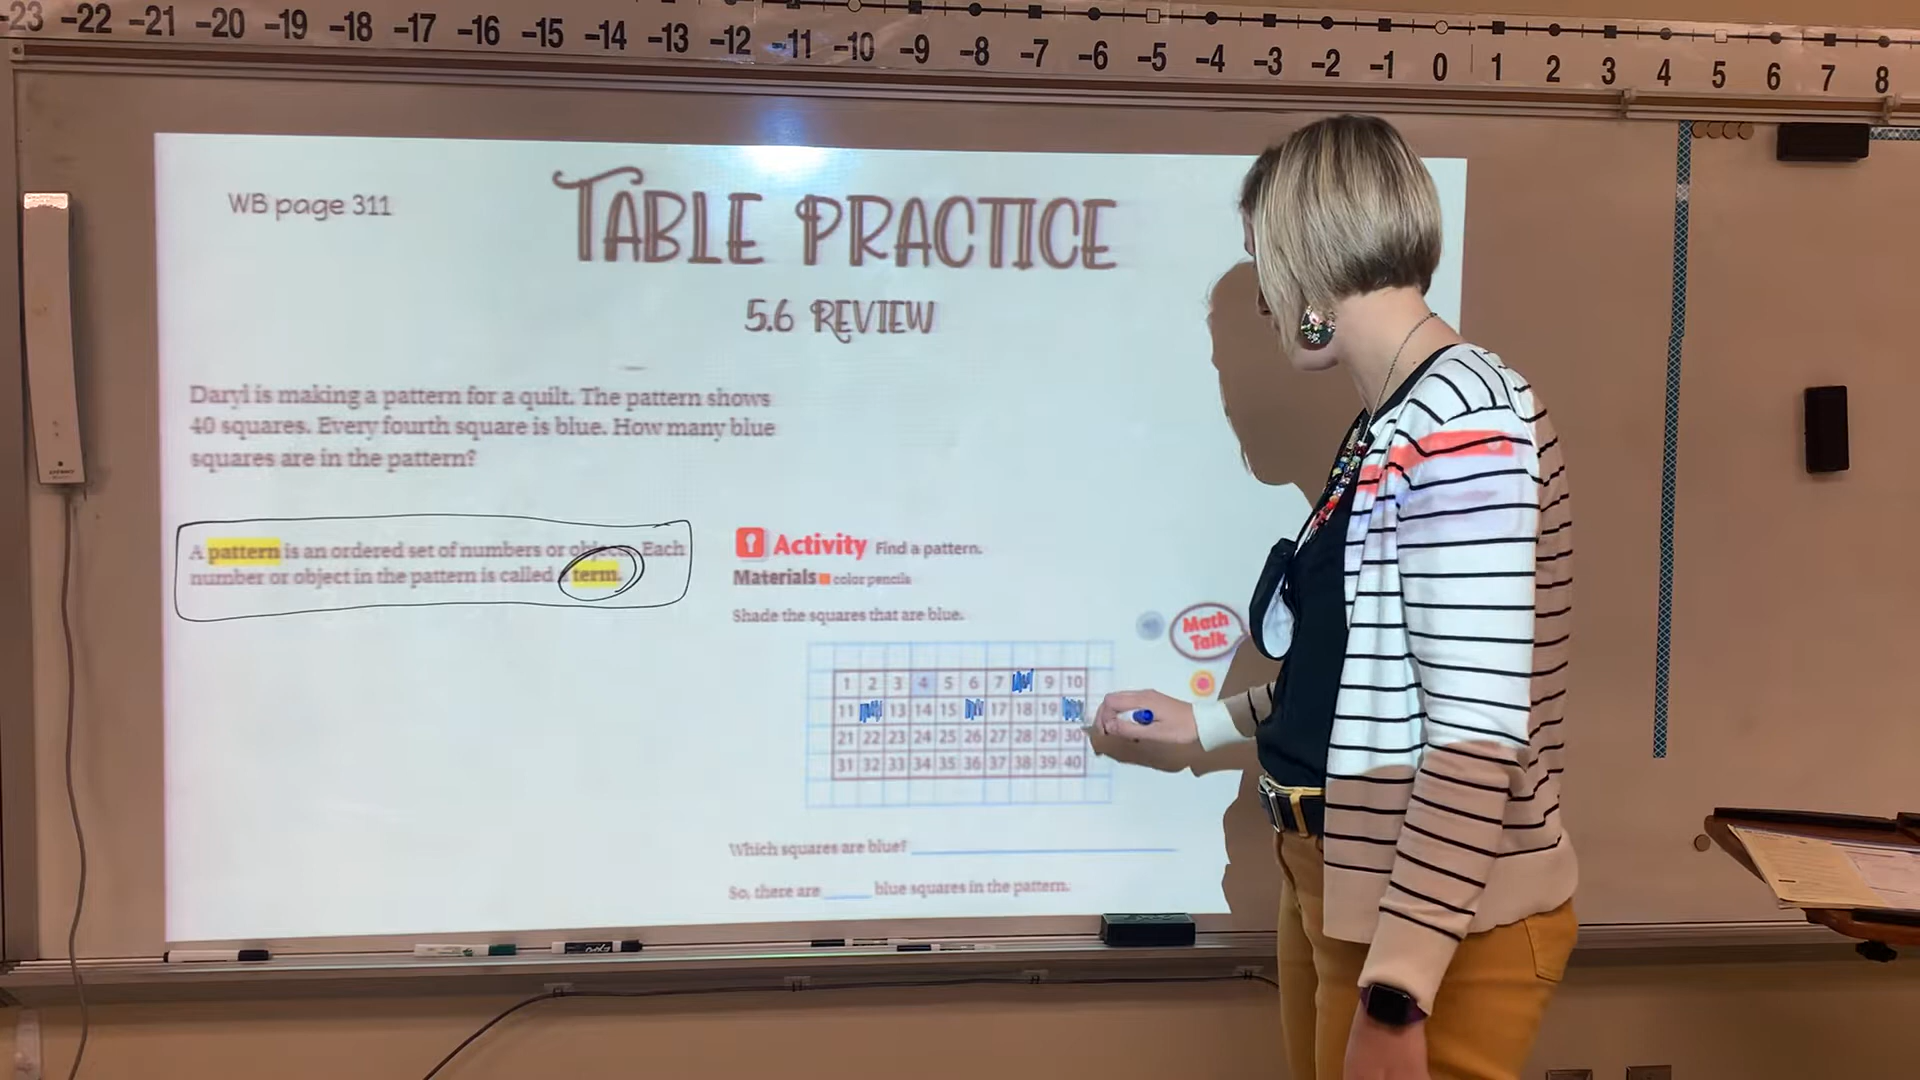 -23 -22 -21 -20 -19 -18 -17 -16 -15 -14 -13 -12 -11 -10 -9 -8 -7 -6 -5 -4 -3 -2 -1 0 1 2 3 4 5 6 7 8
WB page 311
TABLE PRACTICE
5.6 REVIEW
Daryl is making a pattern for a quilt. The pattern shows
40 squares. Every fourth square is blue. How many blue
squares are in the pattern?
A pattern is an ordered set of numbers or objects. Each
number or object in the pattern is called a term.
Activity Find a pattern.
Materials color pencils
Shade the squares that are blue.
Math
Talk
1 2 3 4 5 6 7 9 10
11 13 14 15 17 18 19
21 22 23 24 25 26 27 28 29 30
31 32 33 34 35 36 37 38 39 40
Which squares are blue?
So, there are blue squares in the pattern.